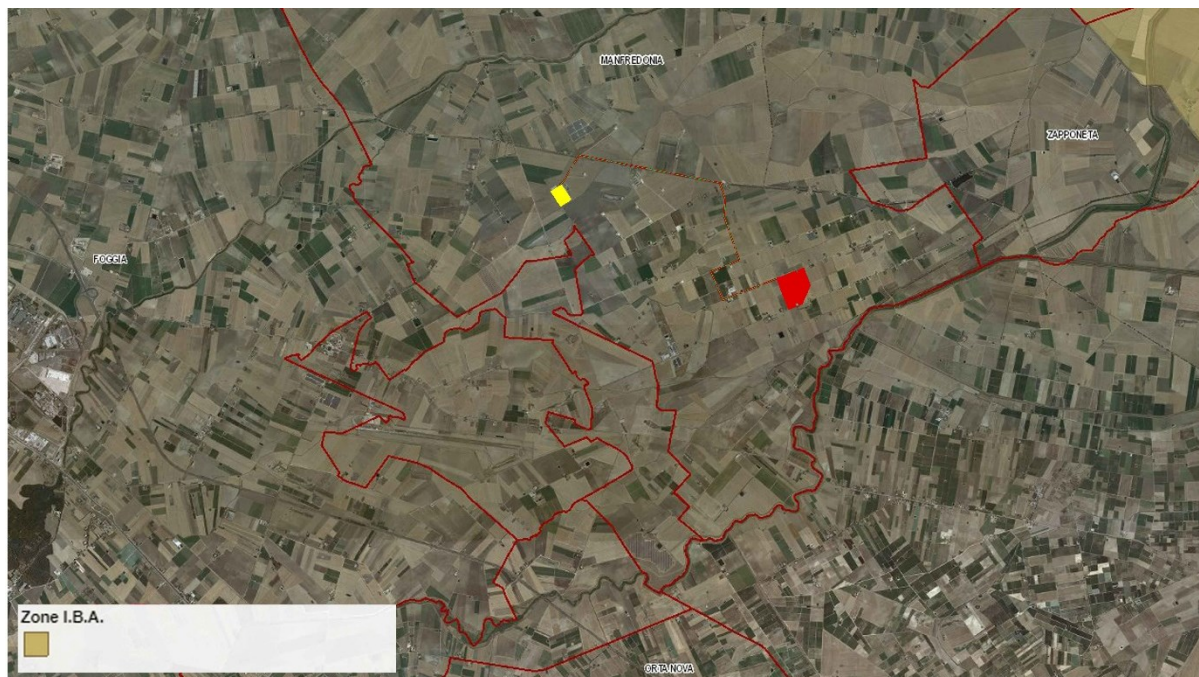 MANFREDONIA
ZAPPONETA
FOGGIA
Zone I.B.A.
ORTA NOVA